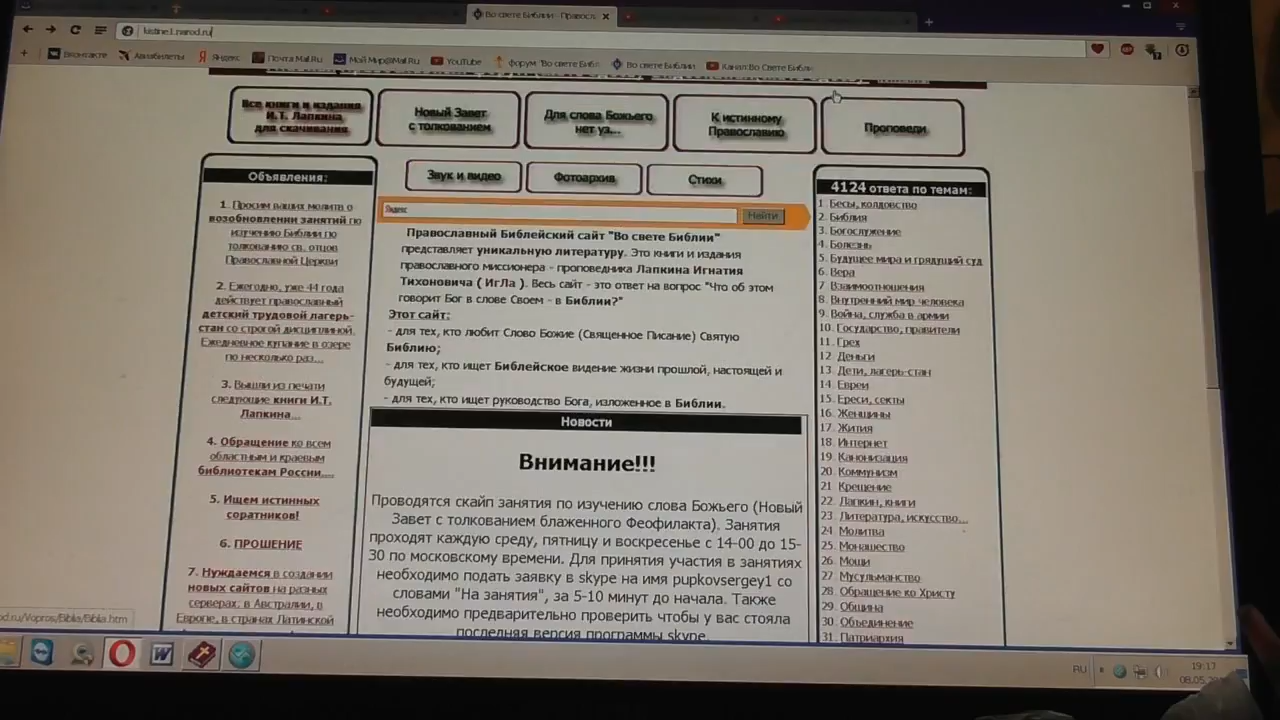 Во свете Библии - Правосл
kistine1.narod.ru
Вконтакте
Авиабилеты
Яндекс
Почта Mail.Ru
Мой Мир@Mail.Ru
YouTube
форум "Во свете Библ
Во свете Библии
Канал:Во Свете Библи
Все книги и издания
И.Т. Лапкина
для скачивания
Новый Завет
с толкованием
Для слова Божьего
нет уз...
К истинному
Православию
Проповеди
Звук и видео
Фотоархив
Стихи
Объявления:
1. Просим ваших молитв о
возобновлении занятий по
изучению Библии по
толкованию св. отцов
Православной Церкви
2. Ежегодно, уже 44 года
действует православный
детский трудовой лагерь-
стан со строгой дисциплиной.
Ежедневное купание в озере
по несколько раз...
3. Вышли из печати
следующие книги И.Т.
Лапкина...
4. Обращение ко всем
областным и краевым
библиотекам России....
5. Ищем истинных
соратников!
6. ПРОШЕНИЕ
7. Нуждаемся в создании
новых сайтов на разных
серверах, в Австралии, в
Европе, в странах Латинской
Яндекс
Найти
Православный Библейский сайт "Во свете Библии"
представляет уникальную литературу. Это книги и издания
православного миссионера - проповедника Лапкина Игнатия
Тихоновича ( ИгЛа ). Весь сайт - это ответ на вопрос "Что об этом
говорит Бог в слове Своем - в Библии?"
Этот сайт:
- для тех, кто любит Слово Божие (Священное Писание) Святую
Библию;
- для тех, кто ищет Библейское видение жизни прошлой, настоящей и
будущей;
- для тех, кто ищет руководство Бога, изложенное в Библии.
Новости
Внимание!!!
Проводятся скайп занятия по изучению слова Божьего (Новый
Завет с толкованием блаженного Феофилакта). Занятия
проходят каждую среду, пятницу и воскресенье с 14-00 до 15-
30 по московскому времени. Для принятия участия в занятиях
необходимо подать заявку в skype на имя pupkovsergey1 со
словами "На занятия", за 5-10 минут до начала. Также
необходимо предварительно проверить чтобы у вас стояла
последняя версия программы skype.
4124 ответа по темам:
1. Бесы, колдовство
2. Библия
3. Богослужение
4. Болезнь
5. Будущее мира и грядущий суд
6. Вера
7. Взаимоотношения
8. Внутренний мир человека
9. Война, служба в армии
10. Государство, правители
11. Грех
12. Деньги
13. Дети, лагерь-стан
14. Евреи
15. Ереси, секты
16. Женщины
17. Жития
18. Интернет
19. Канонизация
20. Коммунизм
21. Крещение
22. Лапкин, книги
23. Литература, искусство...
24. Молитва
25. Монашество
26. Мощи
27. Мусульманство
28. Обращение ко Христу
29. Община
30. Объединение
31. Патриархия
od.ru/Vopros/Biblia/Biblia.htm
RU
19:17
08.05.